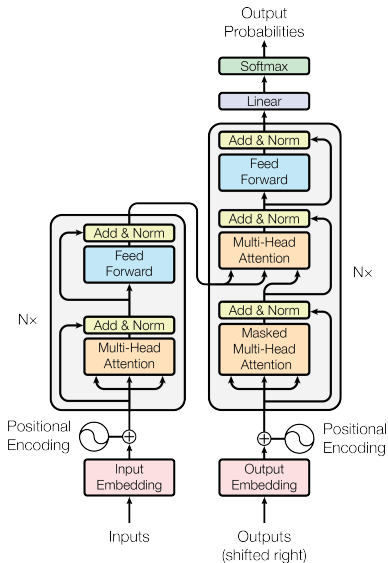 Output
Probabilities
Softmax
Linear
Add & Norm
Feed
Forward
Add & Norm
Multi-Head
Attention
Add & Norm
Masked
Multi-Head
Attention
N×
Positional
Encoding
Output
Embedding
Outputs
(shifted right)
Add & Norm
Feed
Forward
Add & Norm
Multi-Head
Attention
N×
Positional
Encoding
Input
Embedding
Inputs